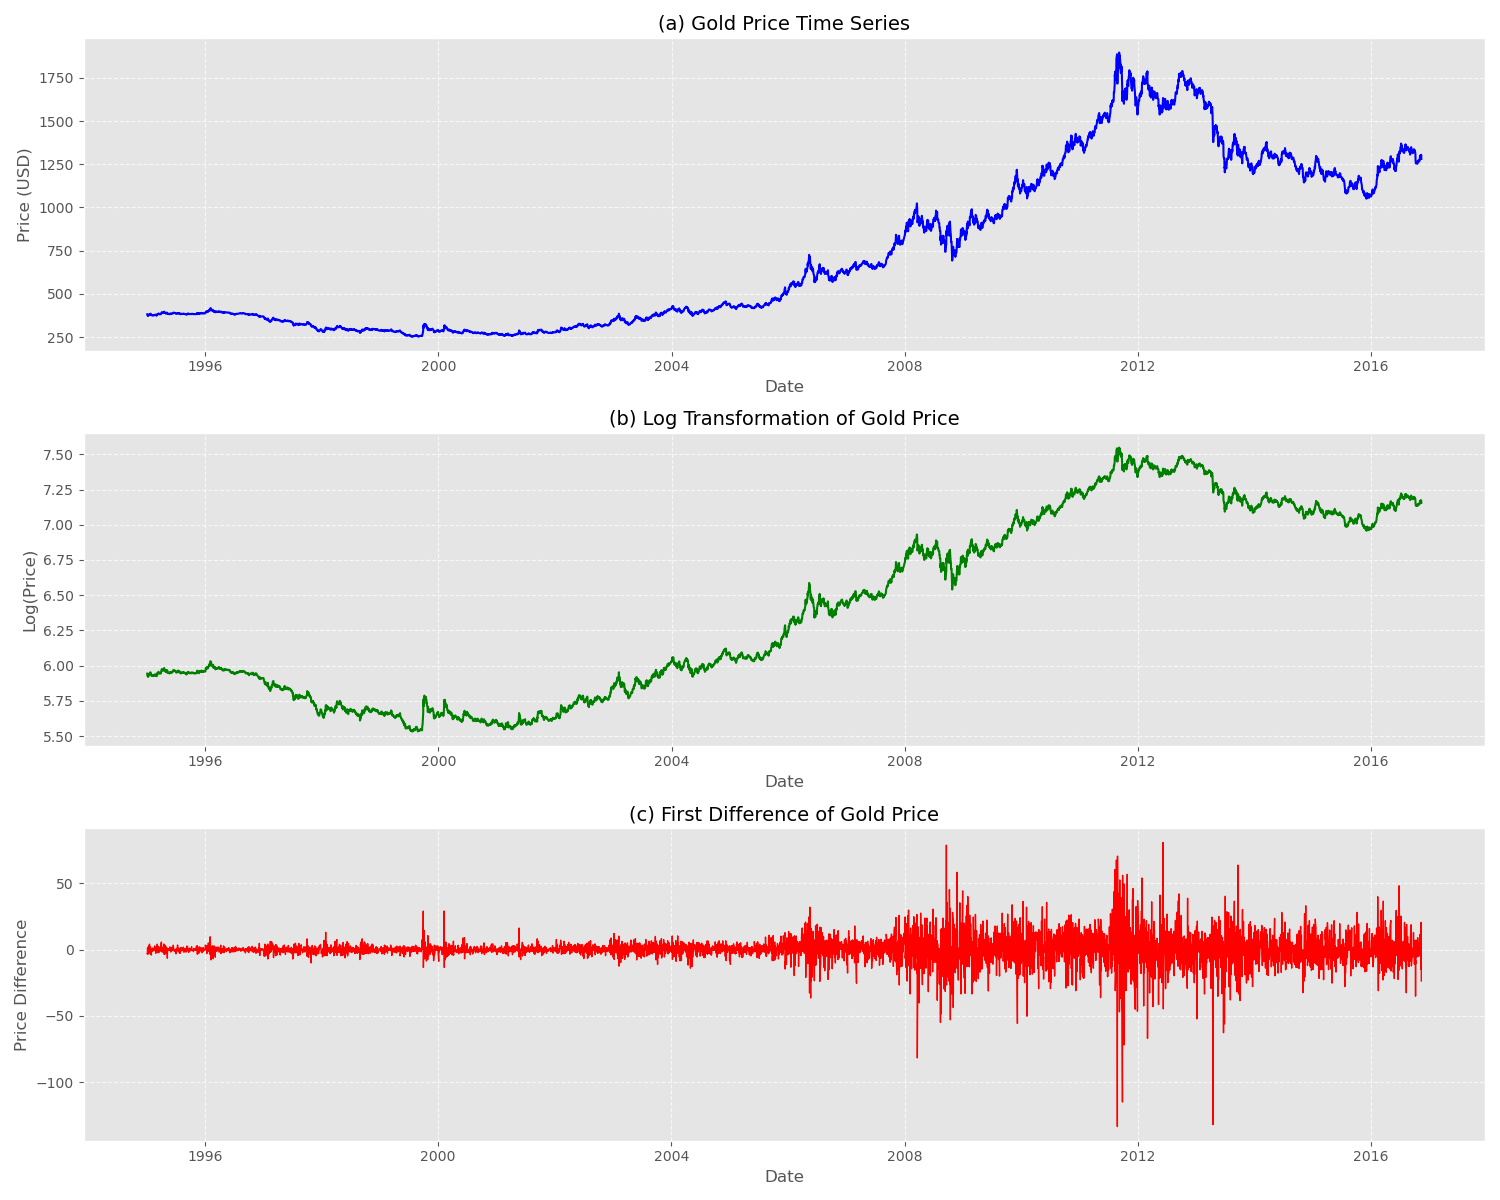 (a) Gold Price Time Series
Price (USD)
1750
1500
1250
1000
750
500
250
1996 2000 2004 2008 2012 2016
Date
(b) Log Transformation of Gold Price
Log(Price)
7.50
7.25
7.00
6.75
6.50
6.25
6.00
5.75
5.50
1996 2000 2004 2008 2012 2016
Date
(c) First Difference of Gold Price
Price Difference
50
0
−50
−100
1996 2000 2004 2008 2012 2016
Date